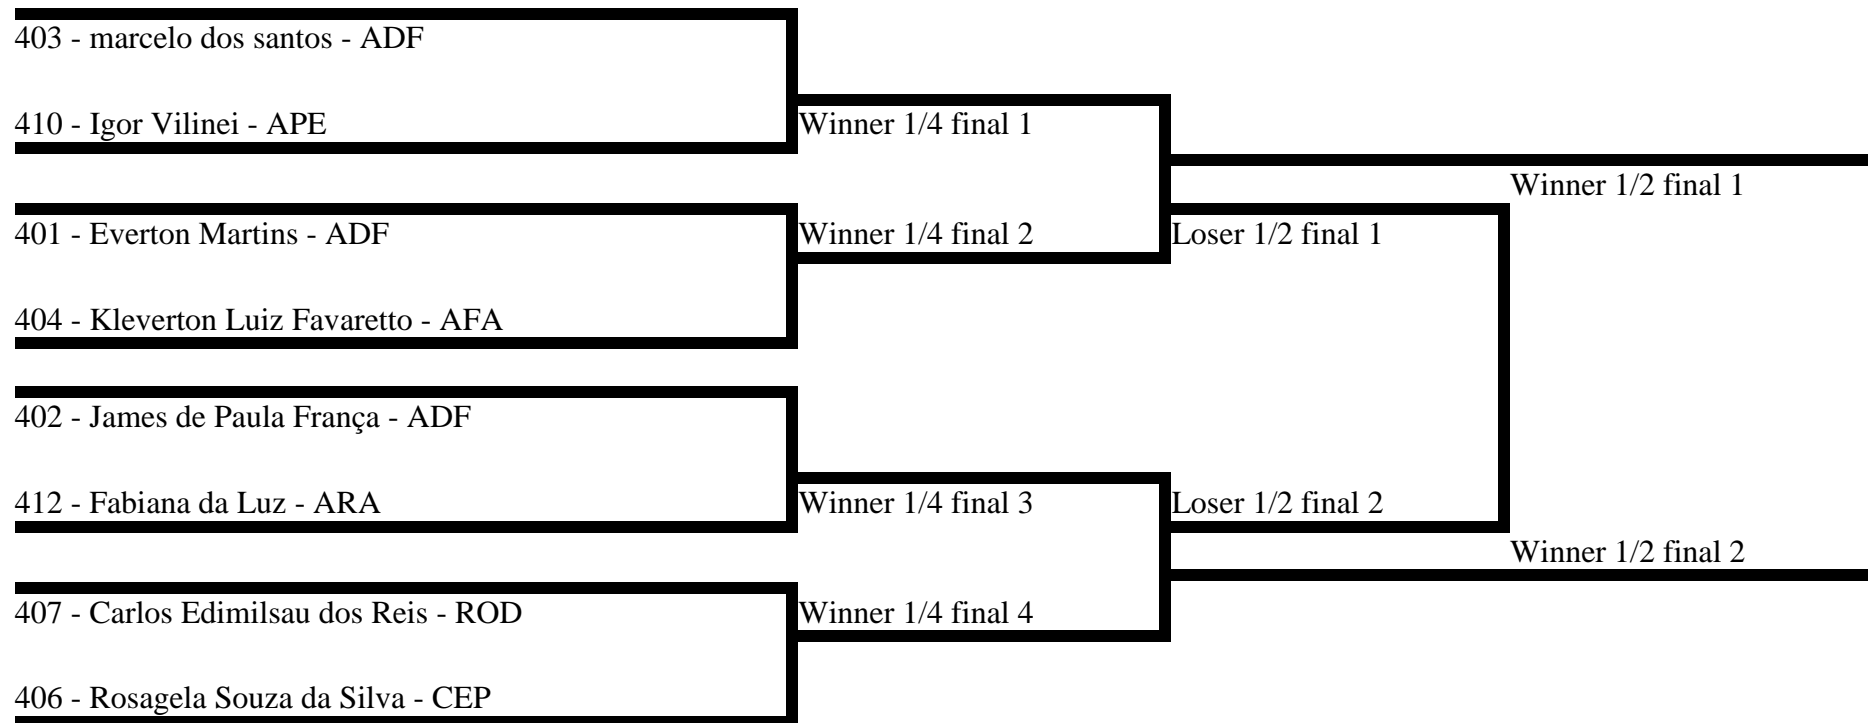 403 - marcelo dos santos - ADF
410 - Igor Vilinei - APE
Winner 1/4 final 1
Winner 1/2 final 1
401 - Everton Martins - ADF
Winner 1/4 final 2
Loser 1/2 final 1
404 - Kleverton Luiz Favaretto - AFA
402 - James de Paula França - ADF
412 - Fabiana da Luz - ARA
Winner 1/4 final 3
Loser 1/2 final 2
Winner 1/2 final 2
407 - Carlos Edimilsau dos Reis - ROD
Winner 1/4 final 4
406 - Rosagela Souza da Silva - CEP